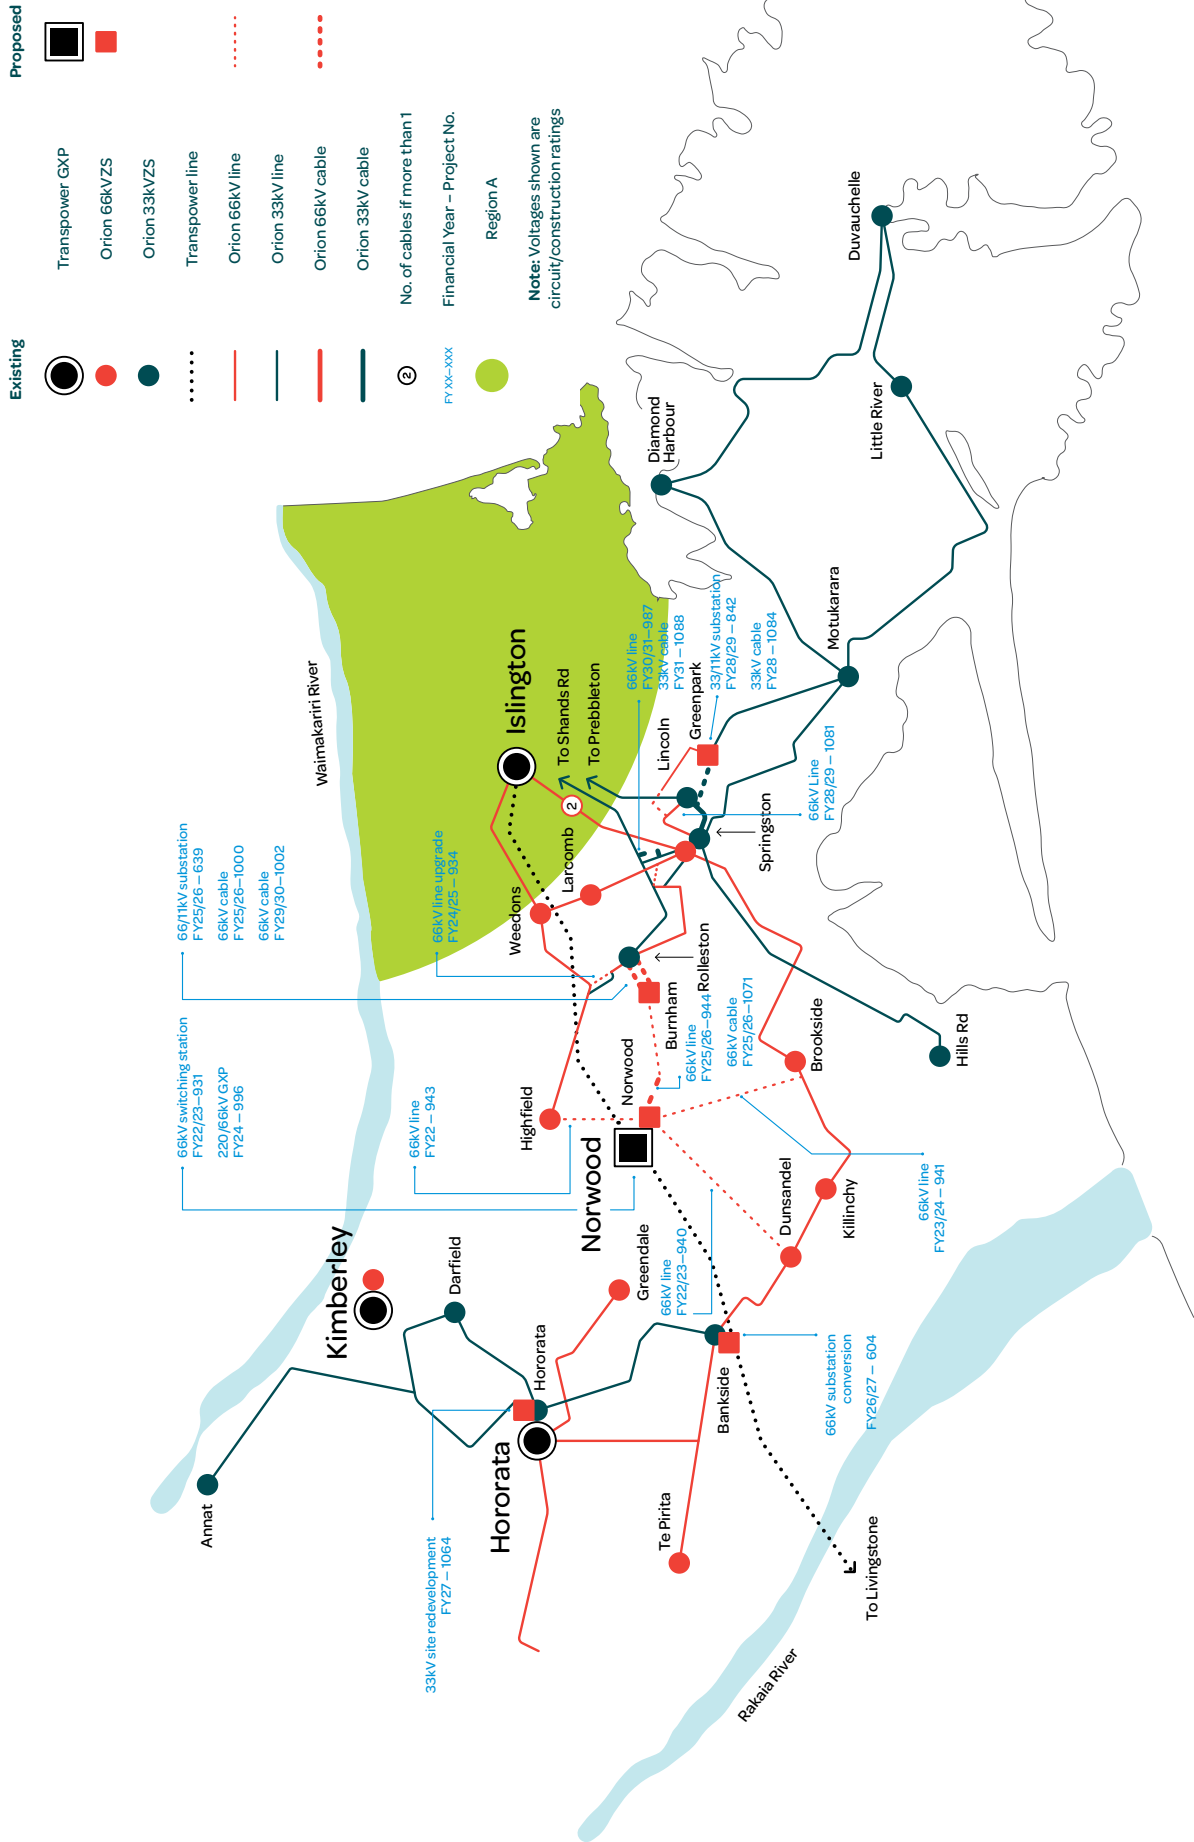 Existing
Proposed
Transpower GXP
Orion 66kVZS
Orion 33kVZS
Transpower line
Orion 66kV line
Orion 33kV line
Orion 66kV cable
Orion 33kV cable
2
No. of cables if more than 1
FY XX–XXX
Financial Year – Project No.
Region A
Note: Voltages shown are
circuit/construction ratings
Annat
33kV site redevelopment
FY27 – 1064
Kimberley
Darfield
Hororata
Hororata
Te Pirita
Greendale
Bankside
66kV substation
conversion
FY26/27 – 604
To Livingstone
Rakaia River
Waimakariri River
66kV switching station
FY22/23–931
220/66kV GXP
FY24 – 996
66kV line
FY22 – 943
66/11kV substation
FY25/26 – 639
66kV cable
FY25/26–1000
66kV cable
FY29/30–1002
66kV line upgrade
FY24/25 – 934
Highfield
Norwood
Norwood
66kV line
FY22/23–940
Dunsandel
Killinchy
66kV line
FY23/24 – 941
Brookside
Burnham
66kV line
FY25/26–944
66kV cable
FY25/26–1071
Rolleston
Weedons
Larcomb
2
Islington
To Shands Rd
To Prebbleton
66kV line
FY30/31–987
33kV cable
FY31 – 1088
Lincoln
Greenpark
33/11kV substation
FY28/29 – 842
33kV cable
FY28 – 1084
66kV Line
FY28/29 – 1081
Springston
Hills Rd
Motukarara
Diamond
Harbour
Little River
Duvauchelle